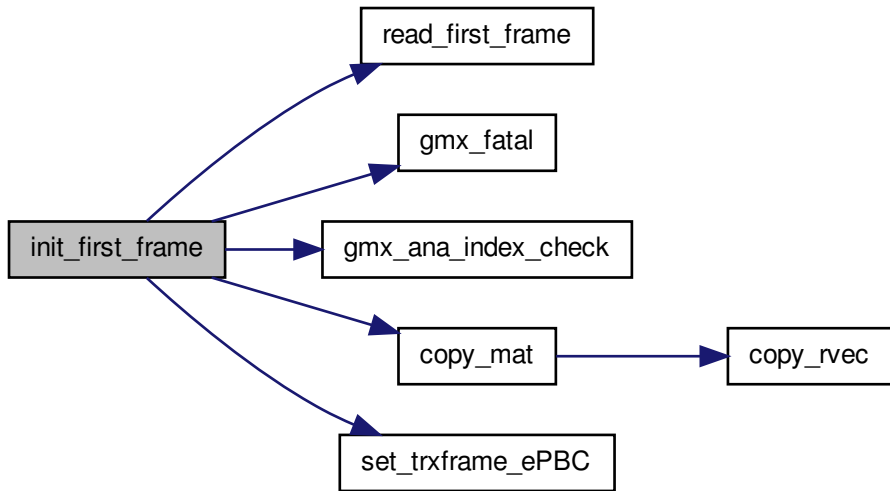 read_first_frame
gmx_fatal
init_first_frame
gmx_ana_index_check
copy_mat
copy_rvec
set_trxframe_ePBC